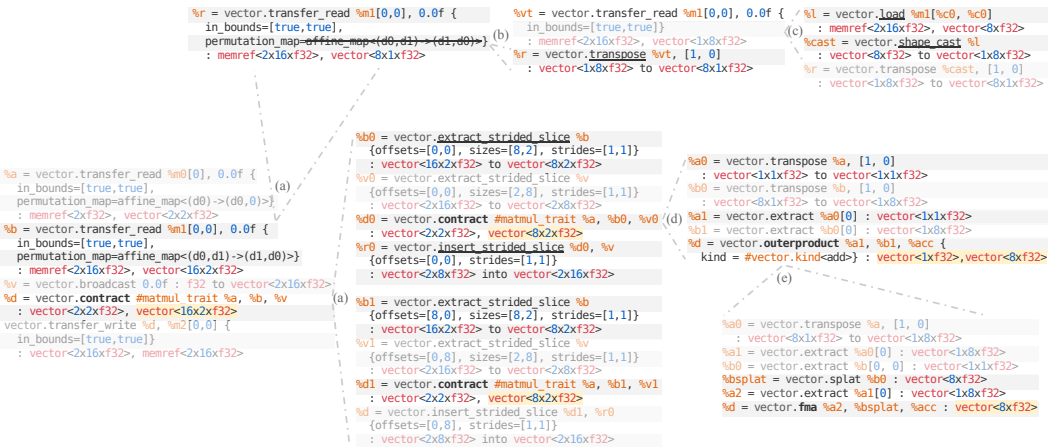 %r = vector.transfer_read %m1[0,0], 0.0f {
in_bounds=[true,true],
permutation_map=affine_map<(d0,d1)->(d1,d0)>}
: memref<2x16xf32>, vector<8x1xf32>
(b)
%vt = vector.transfer_read %m1[0,0], 0.0f {
in_bounds=[true,true]}
: memref<2x16xf32>, vector<1x8xf32>
%r = vector.transpose %vt, [1, 0]
: vector<1x8xf32> to vector<8x1xf32>
(c)
%l = vector.load %m1[%c0, %c0]
: memref<2x16xf32>, vector<8xf32>
%cast = vector.shape_cast %l
: vector<8xf32> to vector<1x8xf32>
%r = vector.transpose %cast, [1, 0]
: vector<1x8xf32> to vector<8x1xf32>
%a = vector.transfer_read %m0[0], 0.0f {
in_bounds=[true,true],
permutation_map=affine_map<(d0)->(d0,0)>}
: memref<2xf32>, vector<2x2xf32>
%b = vector.transfer_read %m1[0,0], 0.0f {
in_bounds=[true,true],
permutation_map=affine_map<(d0,d1)->(d1,d0)>}
: memref<2x16xf32>, vector<16x2xf32>
%v = vector.broadcast 0.0f : f32 to vector<2x16xf32>
%d = vector.contract #matmul_trait %a, %b, %v
: vector<2x2xf32>, vector<16x2xf32>
vector.transfer_write %d, %m2[0,0] {
in_bounds=[true,true]}
: vector<2x16xf32>, memref<2x16xf32>
(a)
(a)
%b0 = vector.extract_strided_slice %b
{offsets=[0,0], sizes=[8,2], strides=[1,1]}
: vector<16x2xf32> to vector<8x2xf32>
%v0 = vector.extract_strided_slice %v
{offsets=[0,0], sizes=[2,8], strides=[1,1]}
: vector<2x16xf32> to vector<2x8xf32>
%d0 = vector.contract #matmul_trait %a, %b0, %v0
: vector<2x2xf32>, vector<8x2xf32>
%r0 = vector.insert_strided_slice %d0, %v
{offsets=[0,0], strides=[1,1]}
: vector<2x8xf32> into vector<2x16xf32>
%b1 = vector.extract_strided_slice %b
{offsets=[8,0], sizes=[8,2], strides=[1,1]}
: vector<16x2xf32> to vector<8x2xf32>
%v1 = vector.extract_strided_slice %v
{offsets=[0,8], sizes=[2,8], strides=[1,1]}
: vector<2x16xf32> to vector<2x8xf32>
%d1 = vector.contract #matmul_trait %a, %b1, %v1
: vector<2x2xf32>, vector<8x2xf32>
%d = vector.insert_strided_slice %d1, %r0
{offsets=[0,8], strides=[1,1]}
: vector<2x8xf32> into vector<2x16xf32>
(d)
%a0 = vector.transpose %a, [1, 0]
: vector<1x1xf32> to vector<1x1xf32>
%b0 = vector.transpose %b, [1, 0]
: vector<8x1xf32> to vector<1x8xf32>
%a1 = vector.extract %a0[0] : vector<1x1xf32>
%b1 = vector.extract %b0[0] : vector<1x8xf32>
%d = vector.outerproduct %a1, %b1, %acc {
kind = #vector.kind<add>} : vector<1xf32>,vector<8xf32>
(e)
%a0 = vector.transpose %a, [1, 0]
: vector<8x1xf32> to vector<1x8xf32>
%a1 = vector.extract %a0[0] : vector<1x8xf32>
%b0 = vector.extract %b[0, 0] : vector<1x1xf32>
%bsplat = vector.splat %b0 : vector<8xf32>
%a2 = vector.extract %a1[0] : vector<1x8xf32>
%d = vector.fma %a2, %bsplat, %acc : vector<8xf32>